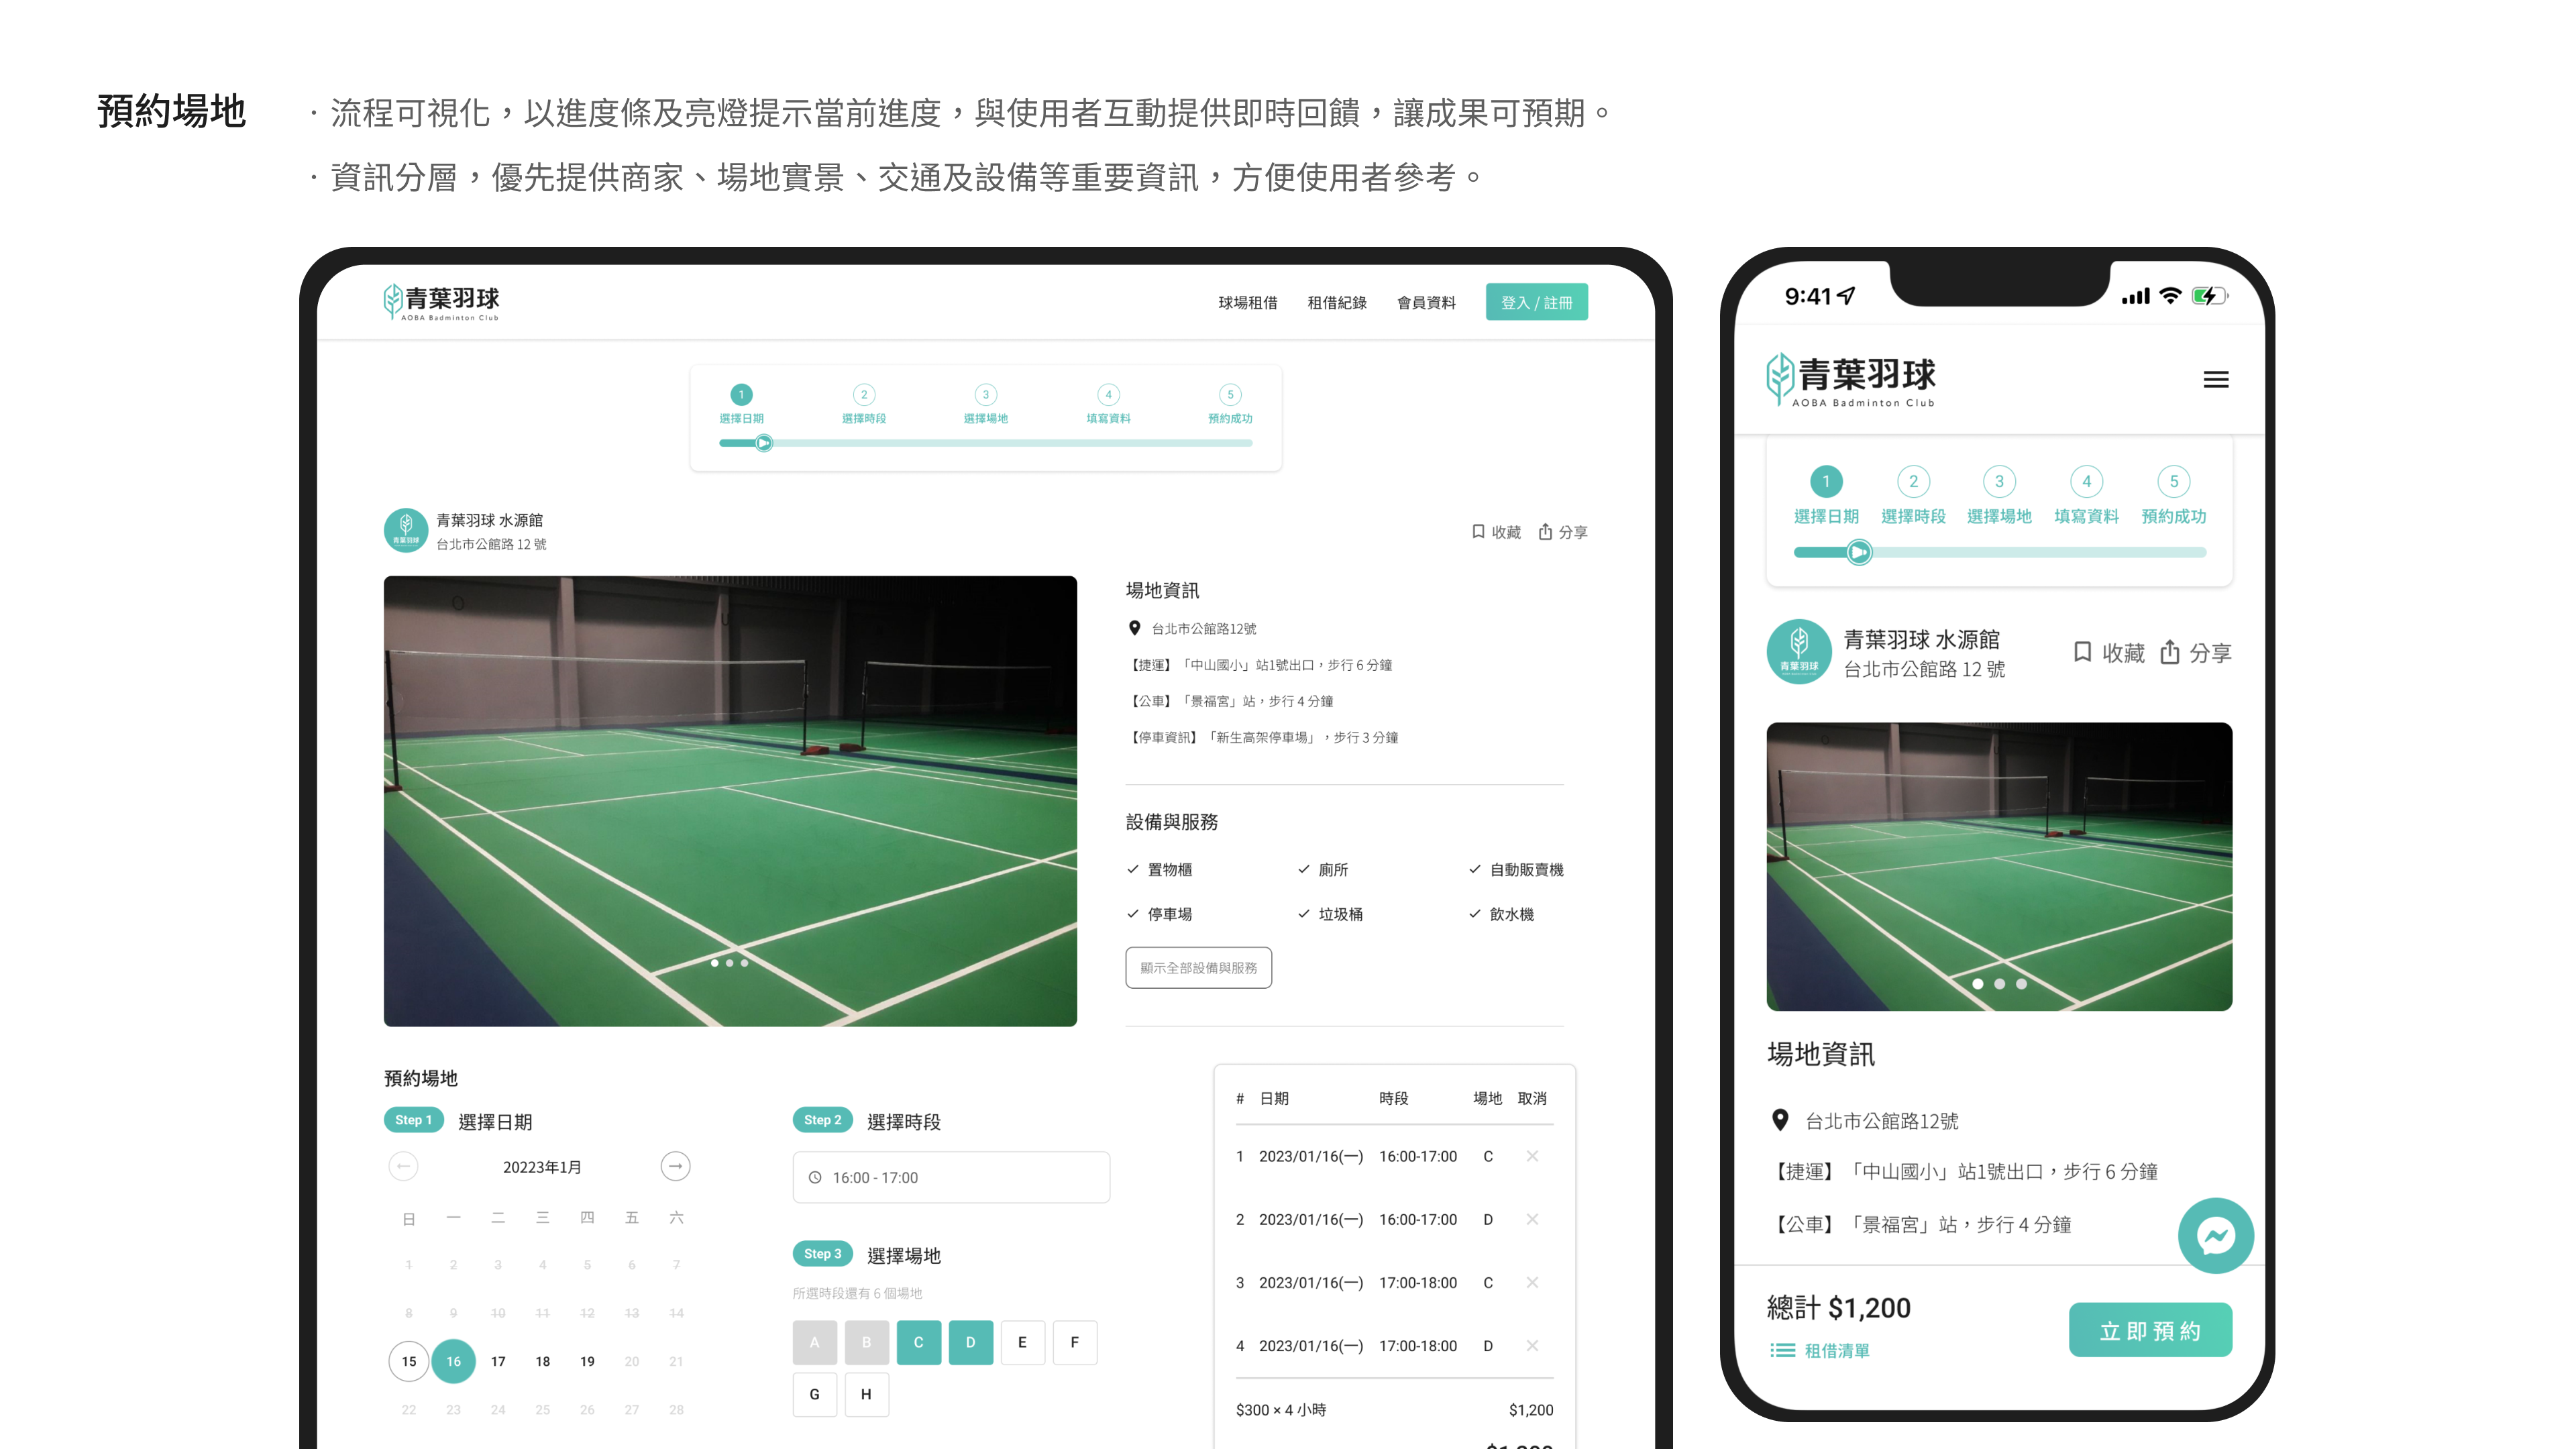 預約場地
· 流程可視化，以進度條及亮燈提示當前進度，與使用者互動提供即時回饋，讓成果可預期。
· 資訊分層，優先提供商家、場地實景、交通及設備等重要資訊，方便使用者參考。
青葉羽球
AOBA Badminton Club
球場租借 租借紀錄 會員資料 登入 / 註冊
1 2 3 4 5
選擇日期 選擇時段 選擇場地 填寫資料 預約成功
青葉羽球
青葉羽球 水源館
台北市公館路 12 號
收藏 分享
場地資訊
台北市公館路12號
【捷運】「中山國小」站1號出口，步行 6 分鐘
【公車】「景福宮」站，步行 4 分鐘
【停車資訊】「新生高架停車場」，步行 3 分鐘
設備與服務
置物櫃 廁所 自動販賣機
停車場 垃圾桶 飲水機
顯示全部設備與服務
預約場地
Step 1 選擇日期
20223年1月
日 一 二 三 四 五 六
1 2 3 4 5 6 7
8 9 10 11 12 13 14
15 16 17 18 19 20 21
22 23 24 25 26 27 28
Step 2 選擇時段
16:00 - 17:00
Step 3 選擇場地
所選時段還有 6 個場地
A B C D E F
G H
# 日期 時段 場地 取消
1 2023/01/16(一) 16:00-17:00 C
2 2023/01/16(一) 16:00-17:00 D
3 2023/01/16(一) 17:00-18:00 C
4 2023/01/16(一) 17:00-18:00 D
$300 × 4 小時 $1,200
9:41
青葉羽球
AOBA Badminton Club
1 2 3 4 5
選擇日期 選擇時段 選擇場地 填寫資料 預約成功
青葉羽球
青葉羽球 水源館
台北市公館路 12 號
收藏 分享
場地資訊
台北市公館路12號
【捷運】「中山國小」站1號出口，步行 6 分鐘
【公車】「景福宮」站，步行 4 分鐘
總計 $1,200
租借清單
立即預約